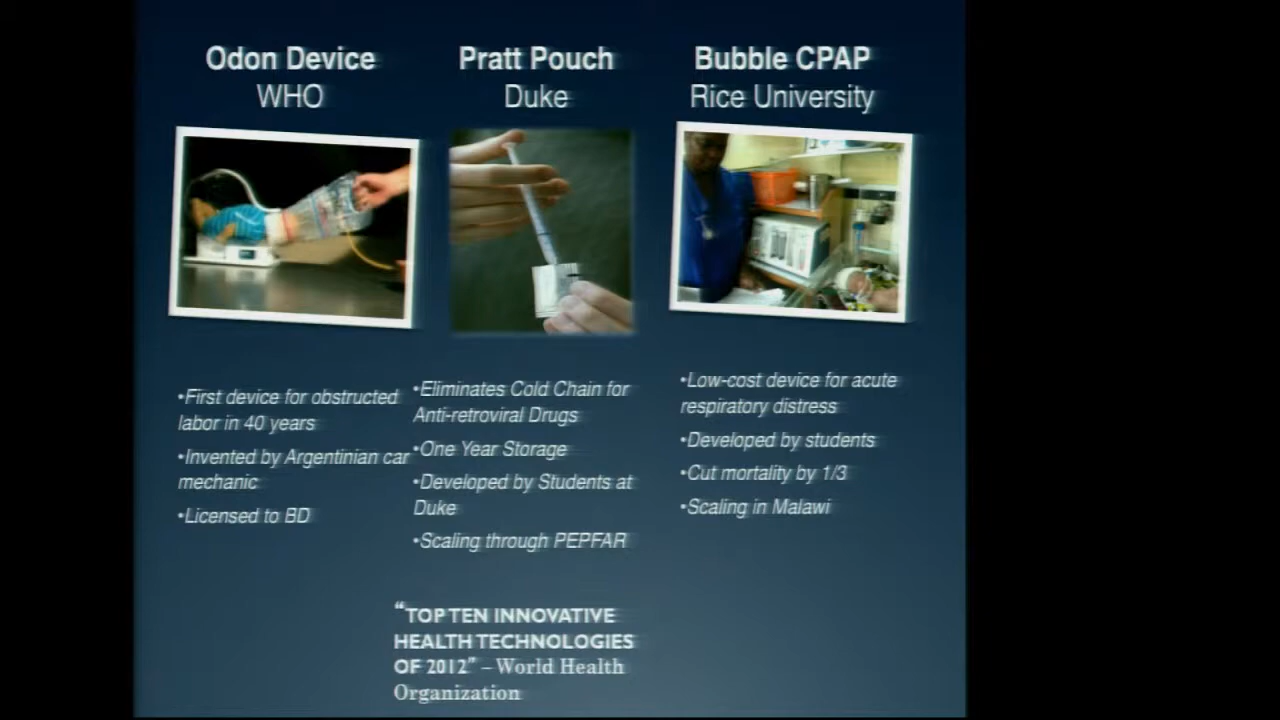 Odon Device
WHO
•First device for obstructed
labor in 40 years
•Invented by Argentinian car
mechanic
•Licensed to BD
Pratt Pouch
Duke
•Eliminates Cold Chain for
Anti-retroviral Drugs
•One Year Storage
•Developed by Students at
Duke
•Scaling through PEPFAR
“TOP TEN INNOVATIVE
HEALTH TECHNOLOGIES
OF 2012” – World Health
Organization
Bubble CPAP
Rice University
•Low-cost device for acute
respiratory distress
•Developed by students
•Cut mortality by 1/3
•Scaling in Malawi